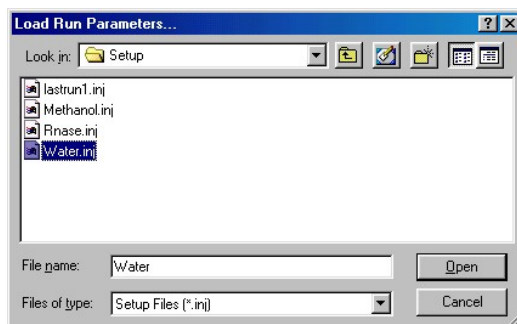 Load Run Parameters...
Look in: Setup
lastrun1.inj
Methanol.inj
Rnase.inj
Water.inj
File name: Water Open
Files of type: Setup Files (*.inj) Cancel